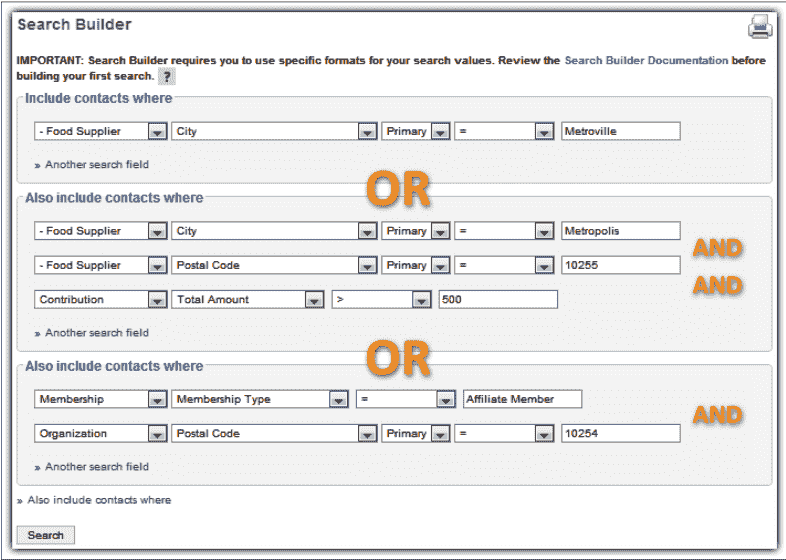 Search Builder
IMPORTANT: Search Builder requires you to use specific formats for your search values. Review the Search Builder Documentation before
building your first search. ?
Include contacts where
- Food Supplier City Primary = Metroville
» Another search field
OR
Also include contacts where
- Food Supplier City Primary = Metropolis
AND
- Food Supplier Postal Code Primary = 10255
AND
Contribution Total Amount > 500
» Another search field
OR
Also include contacts where
Membership Membership Type = Affiliate Member
AND
Organization Postal Code Primary = 10254
» Another search field
» Also include contacts where
Search